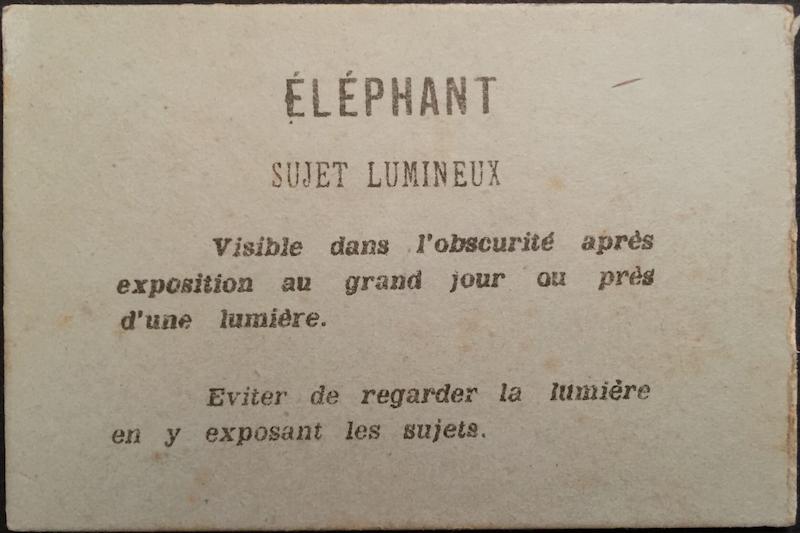 ÉLÉPHANT
SUJET LUMINEUX
Visible dans l'obscurité après
exposition au grand jour ou près
d'une lumière.
Eviter de regarder la lumière
en y exposant les sujets.